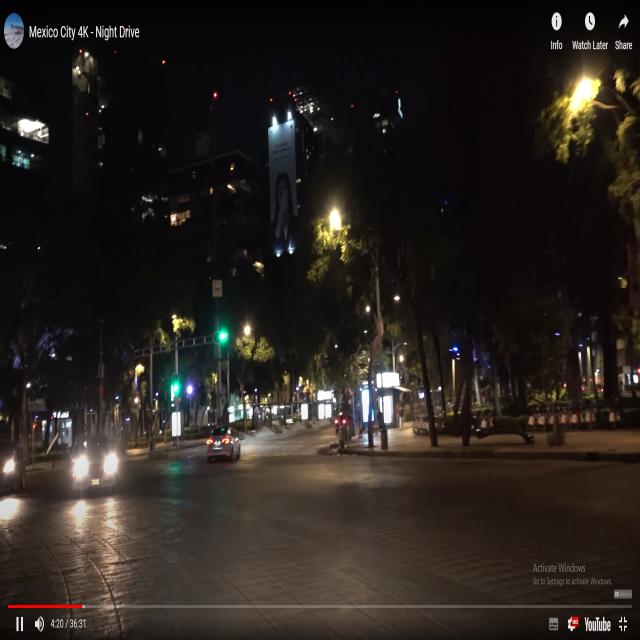 Mexico City 4K - Night Drive
Info
Watch Later
Share
Activate Windows
Go to Settings to activate Windows.
4:20 / 36:31
YouTube